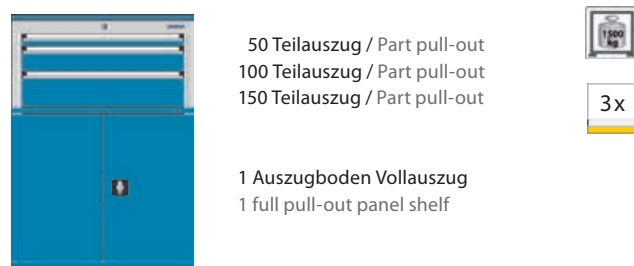 50 Teilauszug / Part pull-out
100 Teilauszug / Part pull-out
150 Teilauszug / Part pull-out
1 Auszugboden Vollauszug
1 full pull-out panel shelf
1500
kg
3x